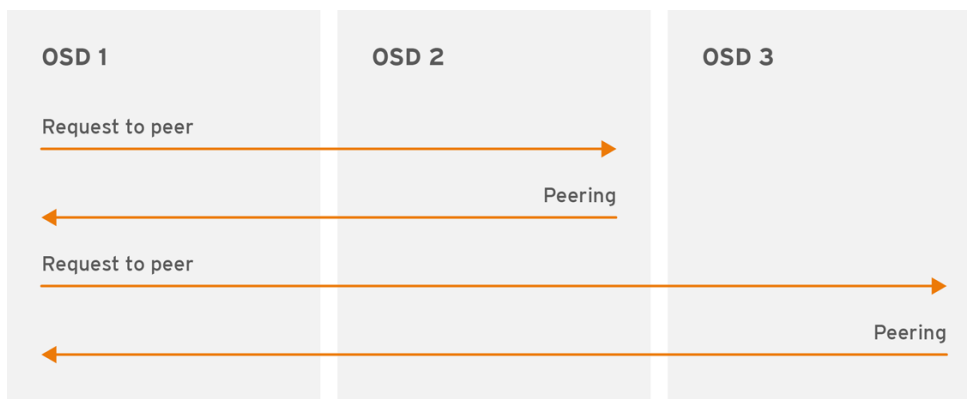 OSD 1
OSD 2
OSD 3
Request to peer
Peering
Request to peer
Peering